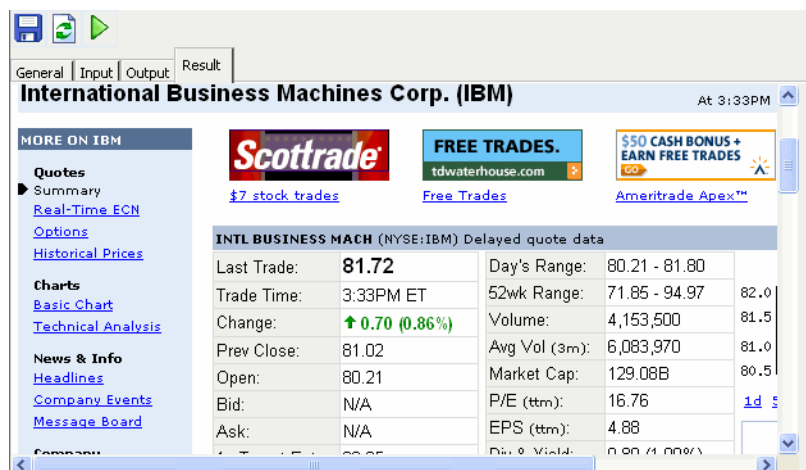 General Input Output Result
International Business Machines Corp. (IBM) At 3:33PM
MORE ON IBM
Quotes
Summary
Real-Time ECN
Options
Historical Prices
Charts
Basic Chart
Technical Analysis
News & Info
Headlines
Company Events
Message Board
Scottrade
$7 stock trades
FREE TRADES.
tdwaterhouse.com
Free Trades
$50 CASH BONUS +
EARN FREE TRADES
GO
Ameritrade Apex™
INTL BUSINESS MACH (NYSE:IBM) Delayed quote data
Last Trade: 81.72
Trade Time: 3:33PM ET
Change: 0.70 (0.86%)
Prev Close: 81.02
Open: 80.21
Bid: N/A
Ask: N/A
Day's Range: 80.21 - 81.80
52wk Range: 71.85 - 94.97
Volume: 4,153,500
Avg Vol (3m): 6,083,970
Market Cap: 129.08B
P/E (ttm): 16.76
EPS (ttm): 4.88
82.0
81.5
81.0
80.5
1d